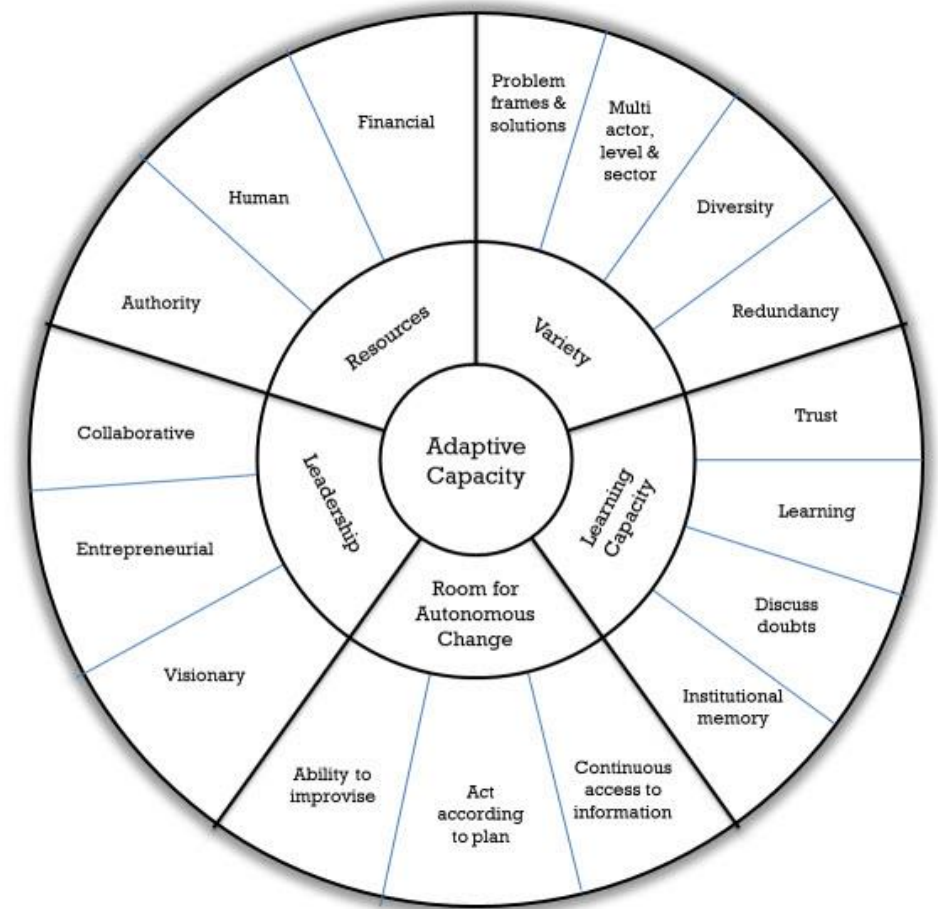 Adaptive
Capacity
Variety
Problem
frames &
solutions
Multi
actor,
level &
sector
Diversity
Redundancy
Learning
Capacity
Trust
Learning
Discuss
doubts
Institutional
memory
Room for
Autonomous
Change
Continuous
access to
information
Act
according
to plan
Ability to
improvise
Leadership
Visionary
Entrepreneurial
Collaborative
Resources
Authority
Human
Financial